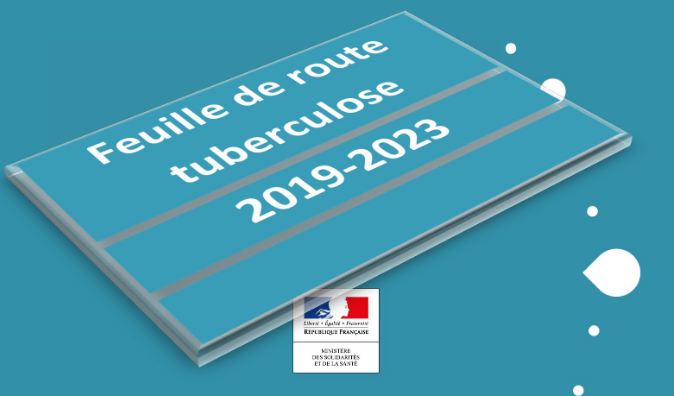 Feuille de route
tuberculose
2019-2023
Liberté • Égalité • Fraternité
RÉPUBLIQUE FRANÇAISE
MINISTÈRE
DES SOLIDARITÉS
ET DE LA SANTÉ